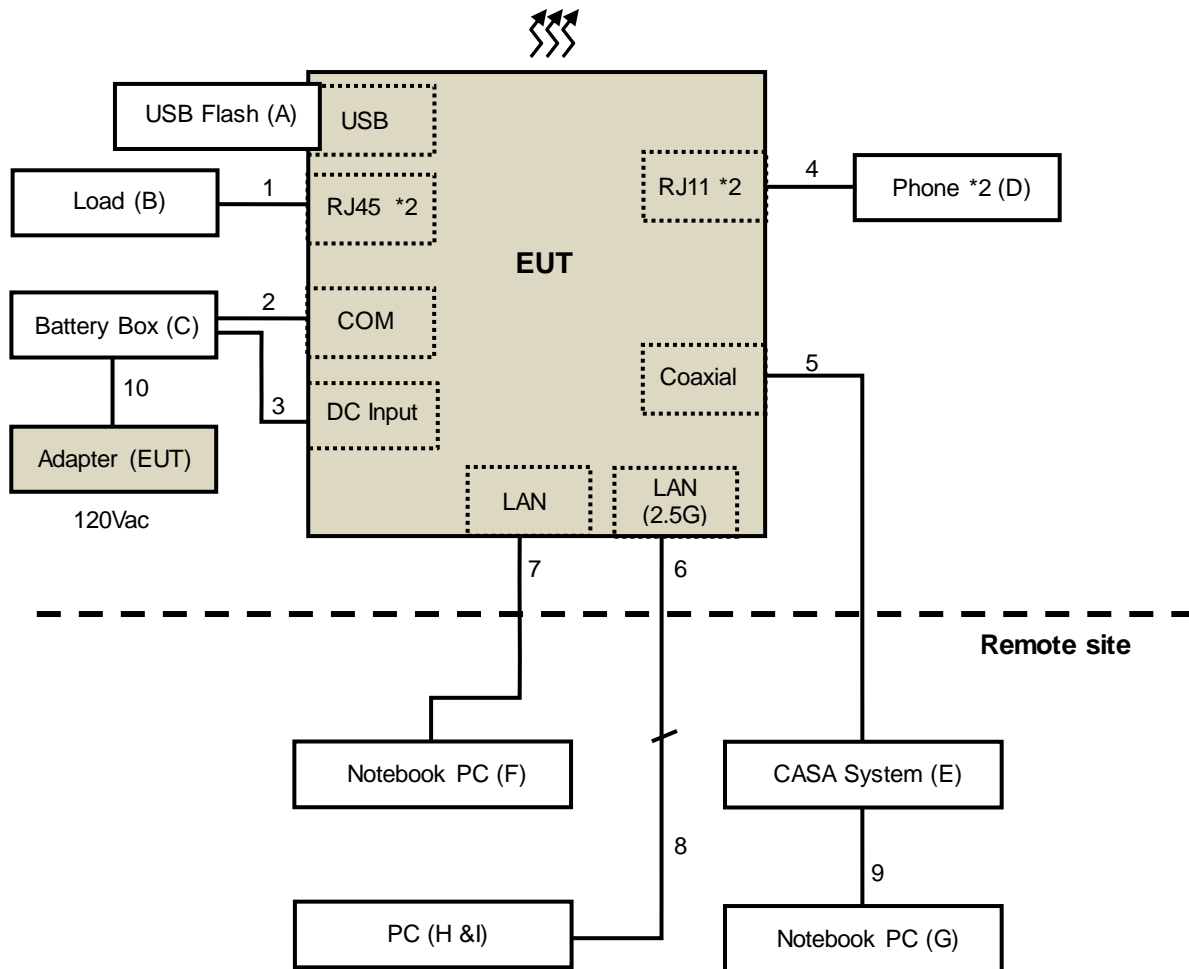 USB Flash (A)
USB
Load (B)
1
RJ45 *2
RJ11 *2
4
Phone *2 (D)
EUT
Battery Box (C)
2
COM
Coaxial
5
10
3
DC Input
Adapter (EUT)
120Vac
LAN
LAN
(2.5G)
7
6
Remote site
Notebook PC (F)
CASA System (E)
8
9
PC (H &I)
Notebook PC (G)